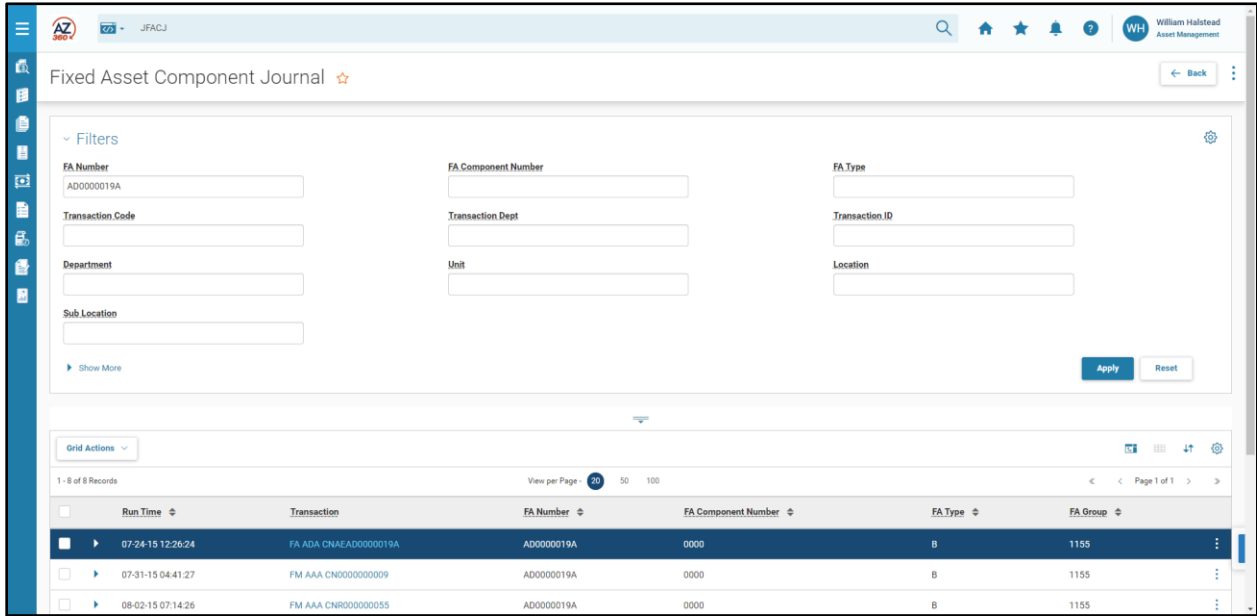 AZ
360
JFACJ
WH
William Halstead
Asset Management
Fixed Asset Component Journal
Back
Filters
FA Number
FA Component Number
FA Type
AD0000019A
Transaction Code
Transaction Dept
Transaction ID
Department
Unit
Location
Sub Location
Show More
Apply
Reset
Grid Actions
1 - 8 of 8 Records
View per Page - 20 50 100
Page 1 of 1
Run Time
Transaction
FA Number
FA Component Number
FA Type
FA Group
07-24-15 12:26:24 FA ADA CNAEAD0000019A AD0000019A 0000 B 1155
07-31-15 04:41:27 FM AAA CN0000000009 AD0000019A 0000 B 1155
08-02-15 07:14:26 FM AAA CNR000000055 AD0000019A 0000 B 1155